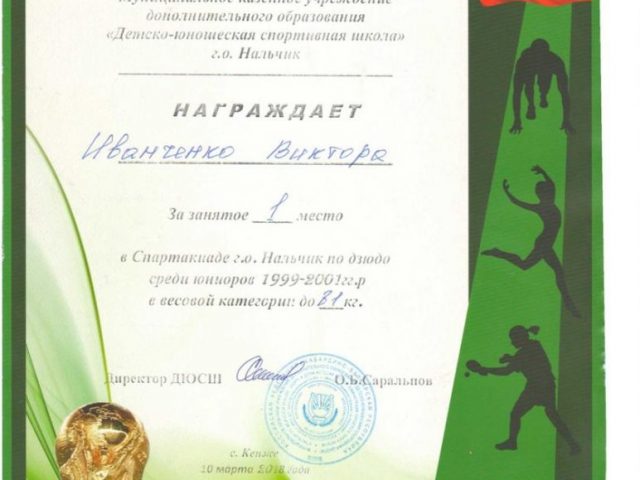 Муниципальное казенное учреждение
дополнительного образования
«Детско-юношеская спортивная школа»
г.о. Нальчик
НАГРАЖДАЕТ
Иванченко Виктора
За занятое 1 место
в Спартакиаде г.о. Нальчик по дзюдо
среди юниоров 1999-2001гг.р
в весовой категории: до 81 кг.
Директор ДЮСШ О.Б.Саральпов
с. Кенже
10 марта 2018 года